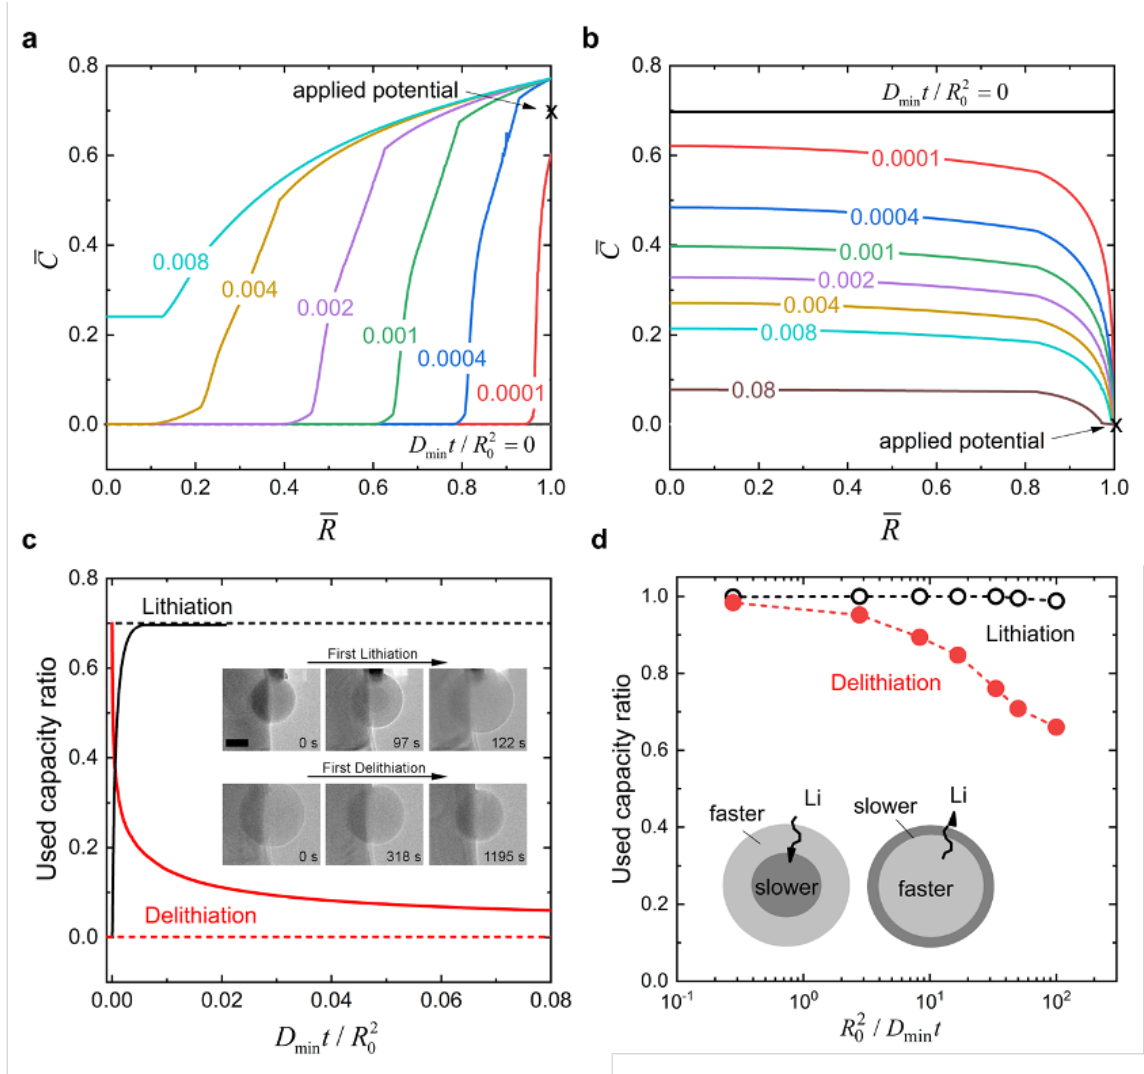 a
applied potential
0.8
0.6
0.4
0.2
0.0
C̅
0.008
0.004
0.002
0.001
0.0004
0.0001
D_min t / R_0^2 = 0
0.0 0.2 0.4 0.6 0.8 1.0
R̅
b
D_min t / R_0^2 = 0
0.8
0.6
0.4
0.2
0.0
C̅
0.0001
0.0004
0.001
0.002
0.004
0.008
0.08
applied potential
0.0 0.2 0.4 0.6 0.8 1.0
R̅
c
0.8
0.6
0.4
0.2
0.0
Used capacity ratio
Lithiation
First Lithiation
0 s 97 s 122 s
First Delithiation
0 s 318 s 1195 s
Delithiation
0.00 0.02 0.04 0.06 0.08
D_min t / R_0^2
d
1.0
0.8
0.6
0.4
0.2
0.0
Used capacity ratio
Lithiation
Delithiation
faster
Li
slower
slower
Li
faster
10^-1 10^0 10^1 10^2
R_0^2 / D_min t